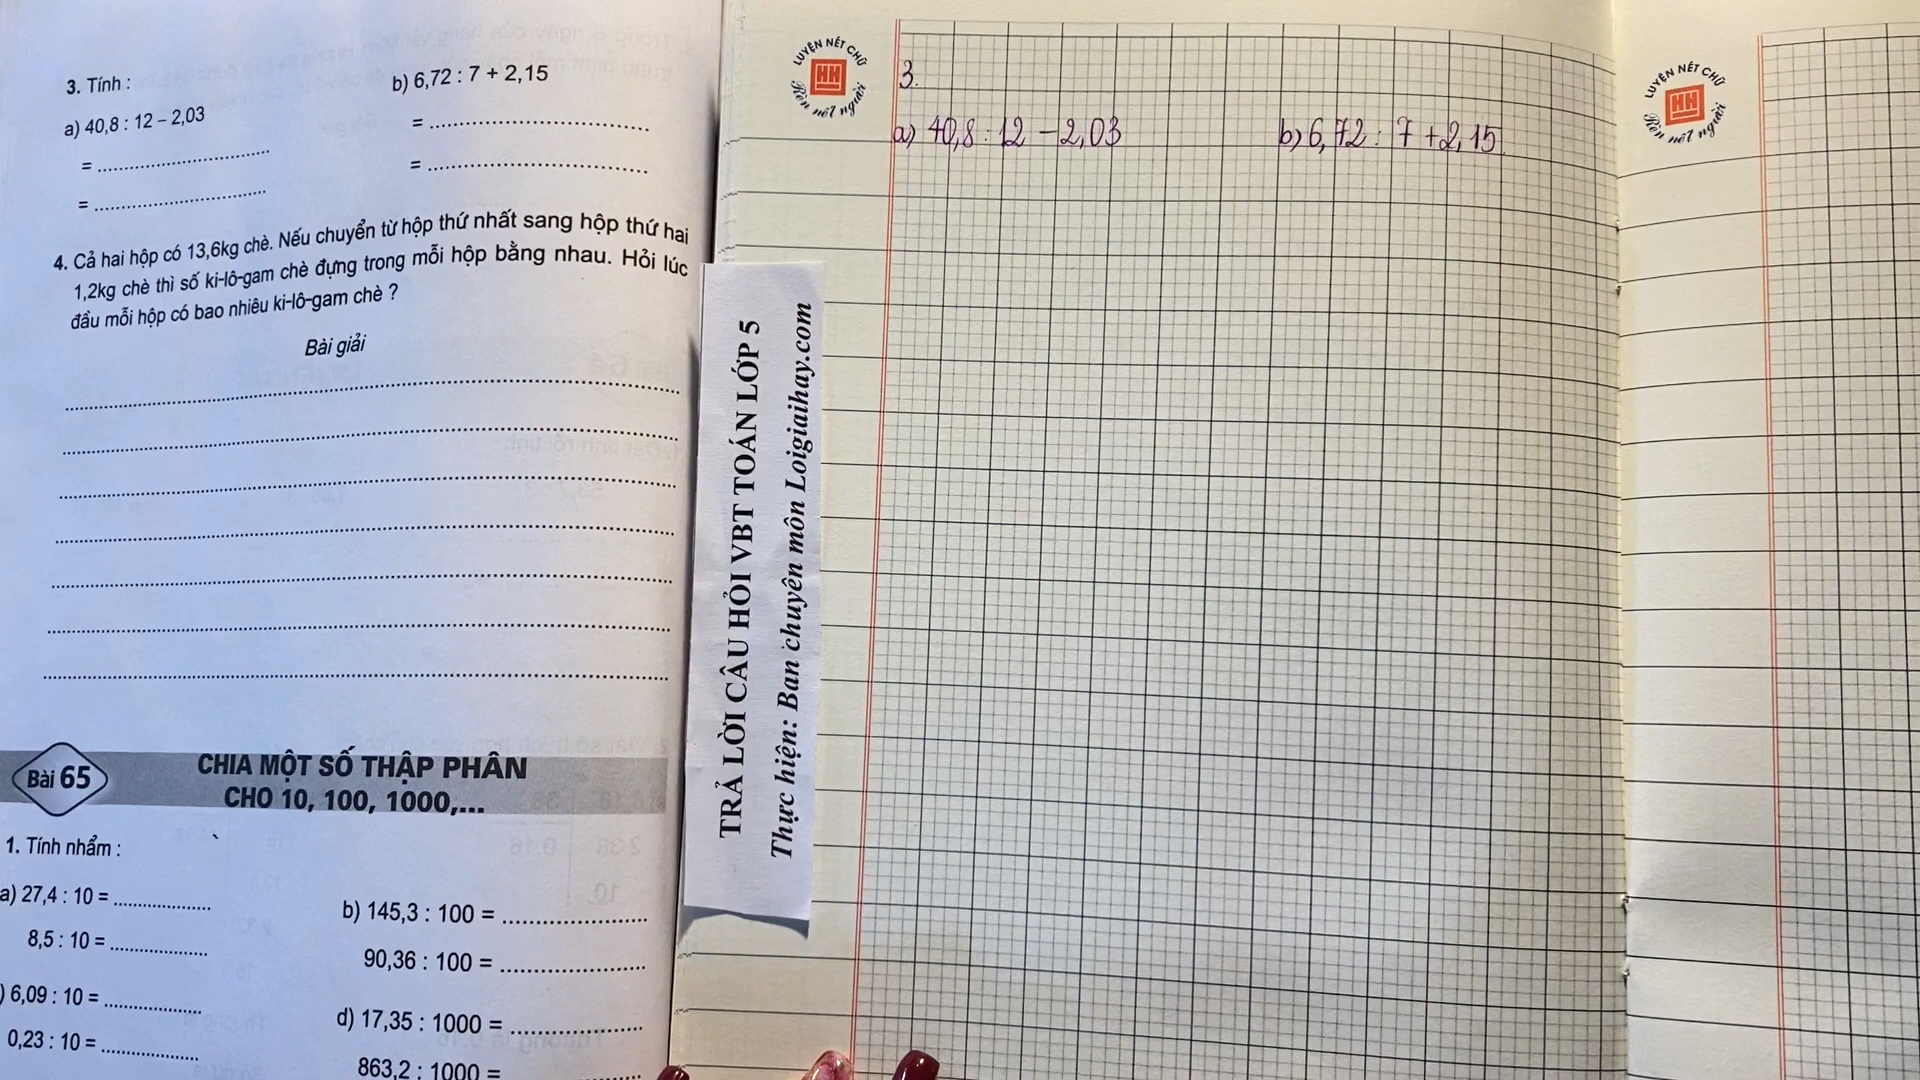 3. Tính :
a) 40,8 : 12 – 2,03
= ........................
= ........................
b) 6,72 : 7 + 2,15
= ........................
= ........................
4. Cả hai hộp có 13,6kg chè. Nếu chuyển từ hộp thứ nhất sang hộp thứ hai
1,2kg chè thì số ki-lô-gam chè đựng trong mỗi hộp bằng nhau. Hỏi lúc
đầu mỗi hộp có bao nhiêu ki-lô-gam chè ?
Bài giải
Bài 65
CHIA MỘT SỐ THẬP PHÂN
CHO 10, 100, 1000,...
1. Tính nhẩm :
a) 27,4 : 10 = ................
8,5 : 10 = ................
) 6,09 : 10 = ................
0,23 : 10 = ................
b) 145,3 : 100 = ................
90,36 : 100 = ................
d) 17,35 : 1000 = ................
863,2 : 1000 = ................
TRẢ LỜI CÂU HỎI VBT TOÁN LỚP 5
Thực hiện: Ban chuyên môn Loigiaihay.com
LUYỆN NÉT CHỮ
HH
Rèn nết người
3.
a) 40,8 : 12 – 2,03
b) 6,72 : 7 + 2,15
LUYỆN NÉT CHỮ
HH
Rèn nết người